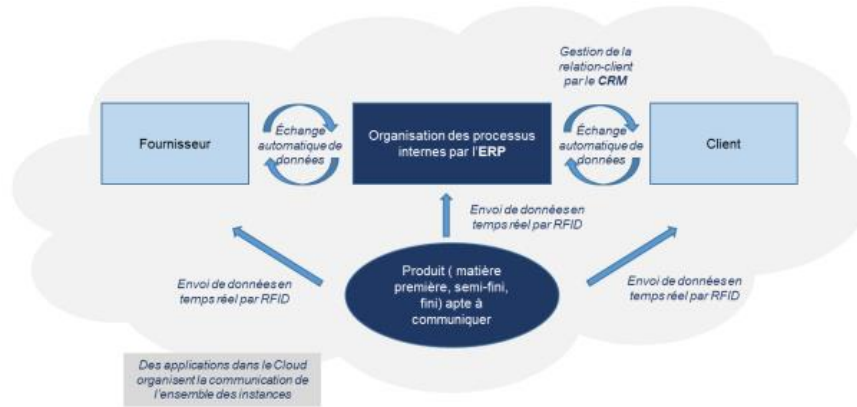 Gestion de la
relation-client
par le CRM
Fournisseur
Échange
automatique de
données
Organisation des processus
internes par l'ERP
Échange
automatique de
données
Client
Envoi de données en
temps réel par RFID
Envoi de données en
temps réel par RFID
Produit ( matière
première, semi-fini,
fini) apte à
communiquer
Envoi de données en
temps réel par RFID
Des applications dans le Cloud
organisent la communication de
l'ensemble des instances